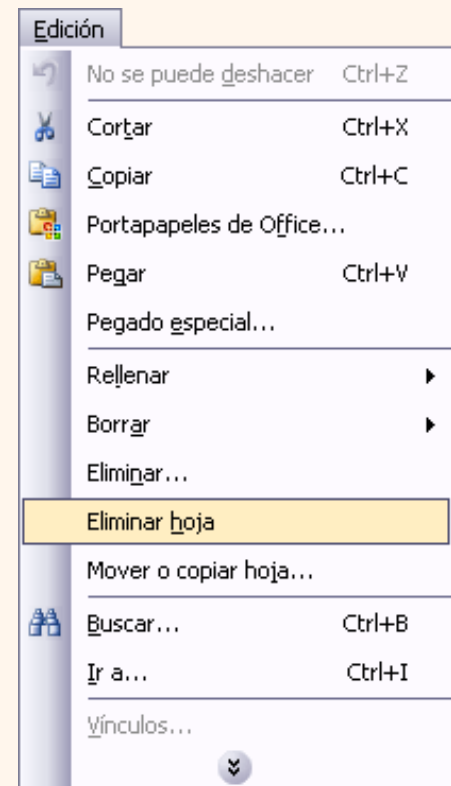 Edición
No se puede deshacer Ctrl+Z
Cortar Ctrl+X
Copiar Ctrl+C
Portapapeles de Office...
Pegar Ctrl+V
Pegado especial...
Rellenar
Borrar
Eliminar...
Eliminar hoja
Mover o copiar hoja...
Buscar... Ctrl+B
Ir a... Ctrl+I
Vínculos...